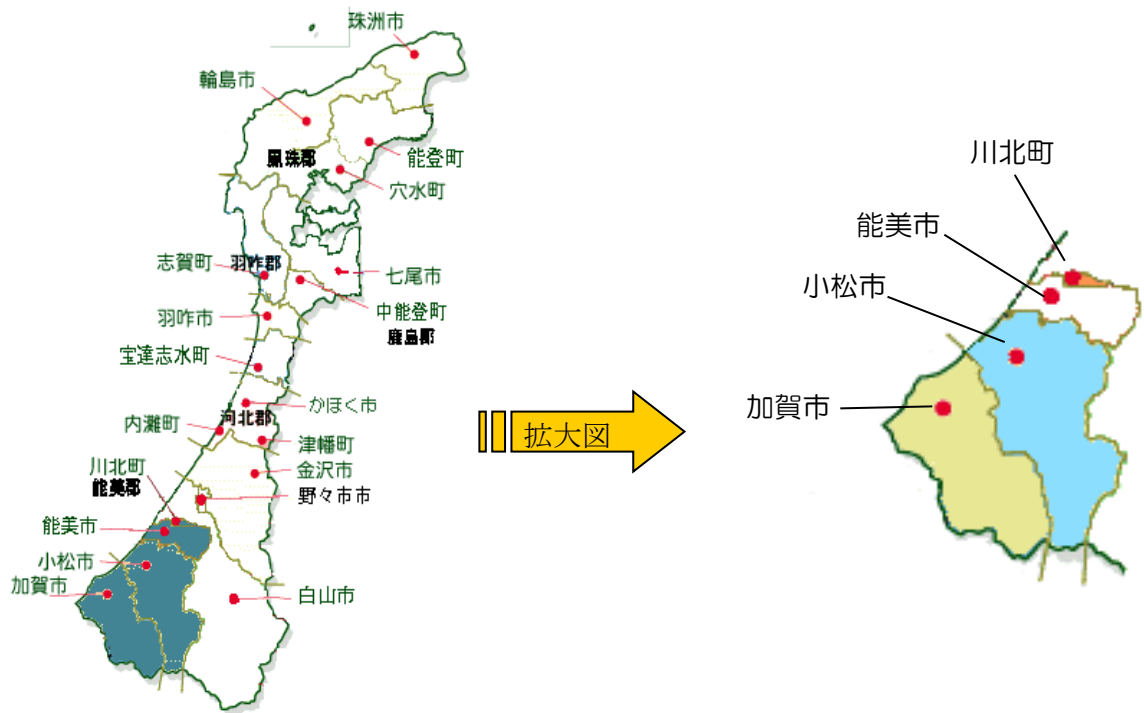 珠洲市
輪島市
鳳珠郡
能登町
穴水町
志賀町
羽咋郡
七尾市
中能登町
羽咋市
鹿島郡
宝達志水町
かほく市
内灘町
河北郡
津幡町
川北町
金沢市
能美郡
野々市市
能美市
小松市
加賀市
白山市
拡大図
川北町
能美市
小松市
加賀市